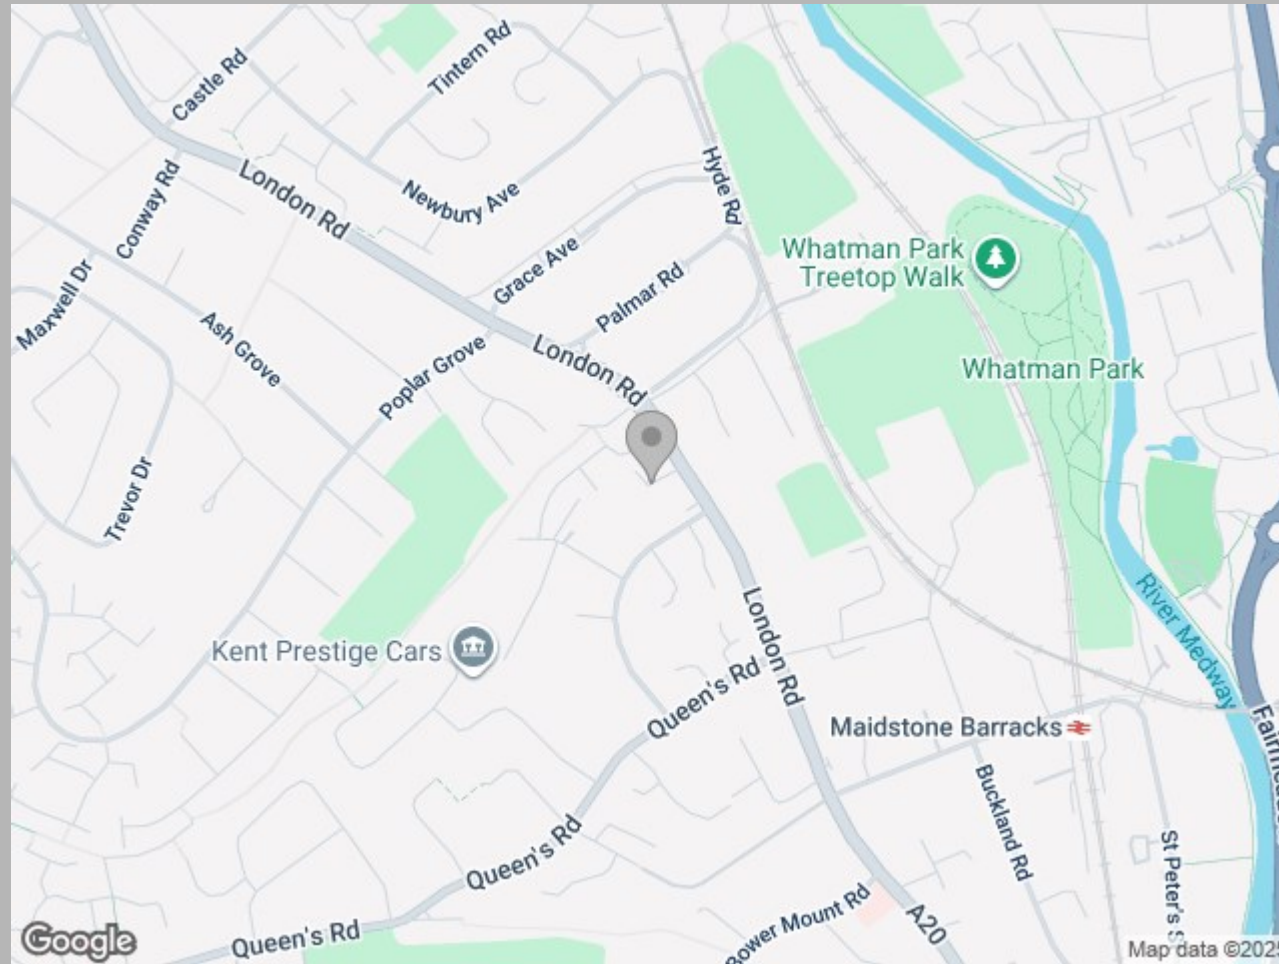 Castle Rd
Tintern Rd
Conway Rd
London Rd
Newbury Ave
Hyde Rd
Maxwell Dr
Grace Ave
Palmar Rd
Whatman Park
Treetop Walk
Ash Grove
Poplar Grove
London Rd
Whatman Park
Trevor Dr
River Medway
London Rd
Kent Prestige Cars
Queen's Rd
Maidstone Barracks
Buckland Rd
Queen's Rd
St Peter's S
Bower Mount Rd
A20
Queen's Rd
Google
Map data ©2025